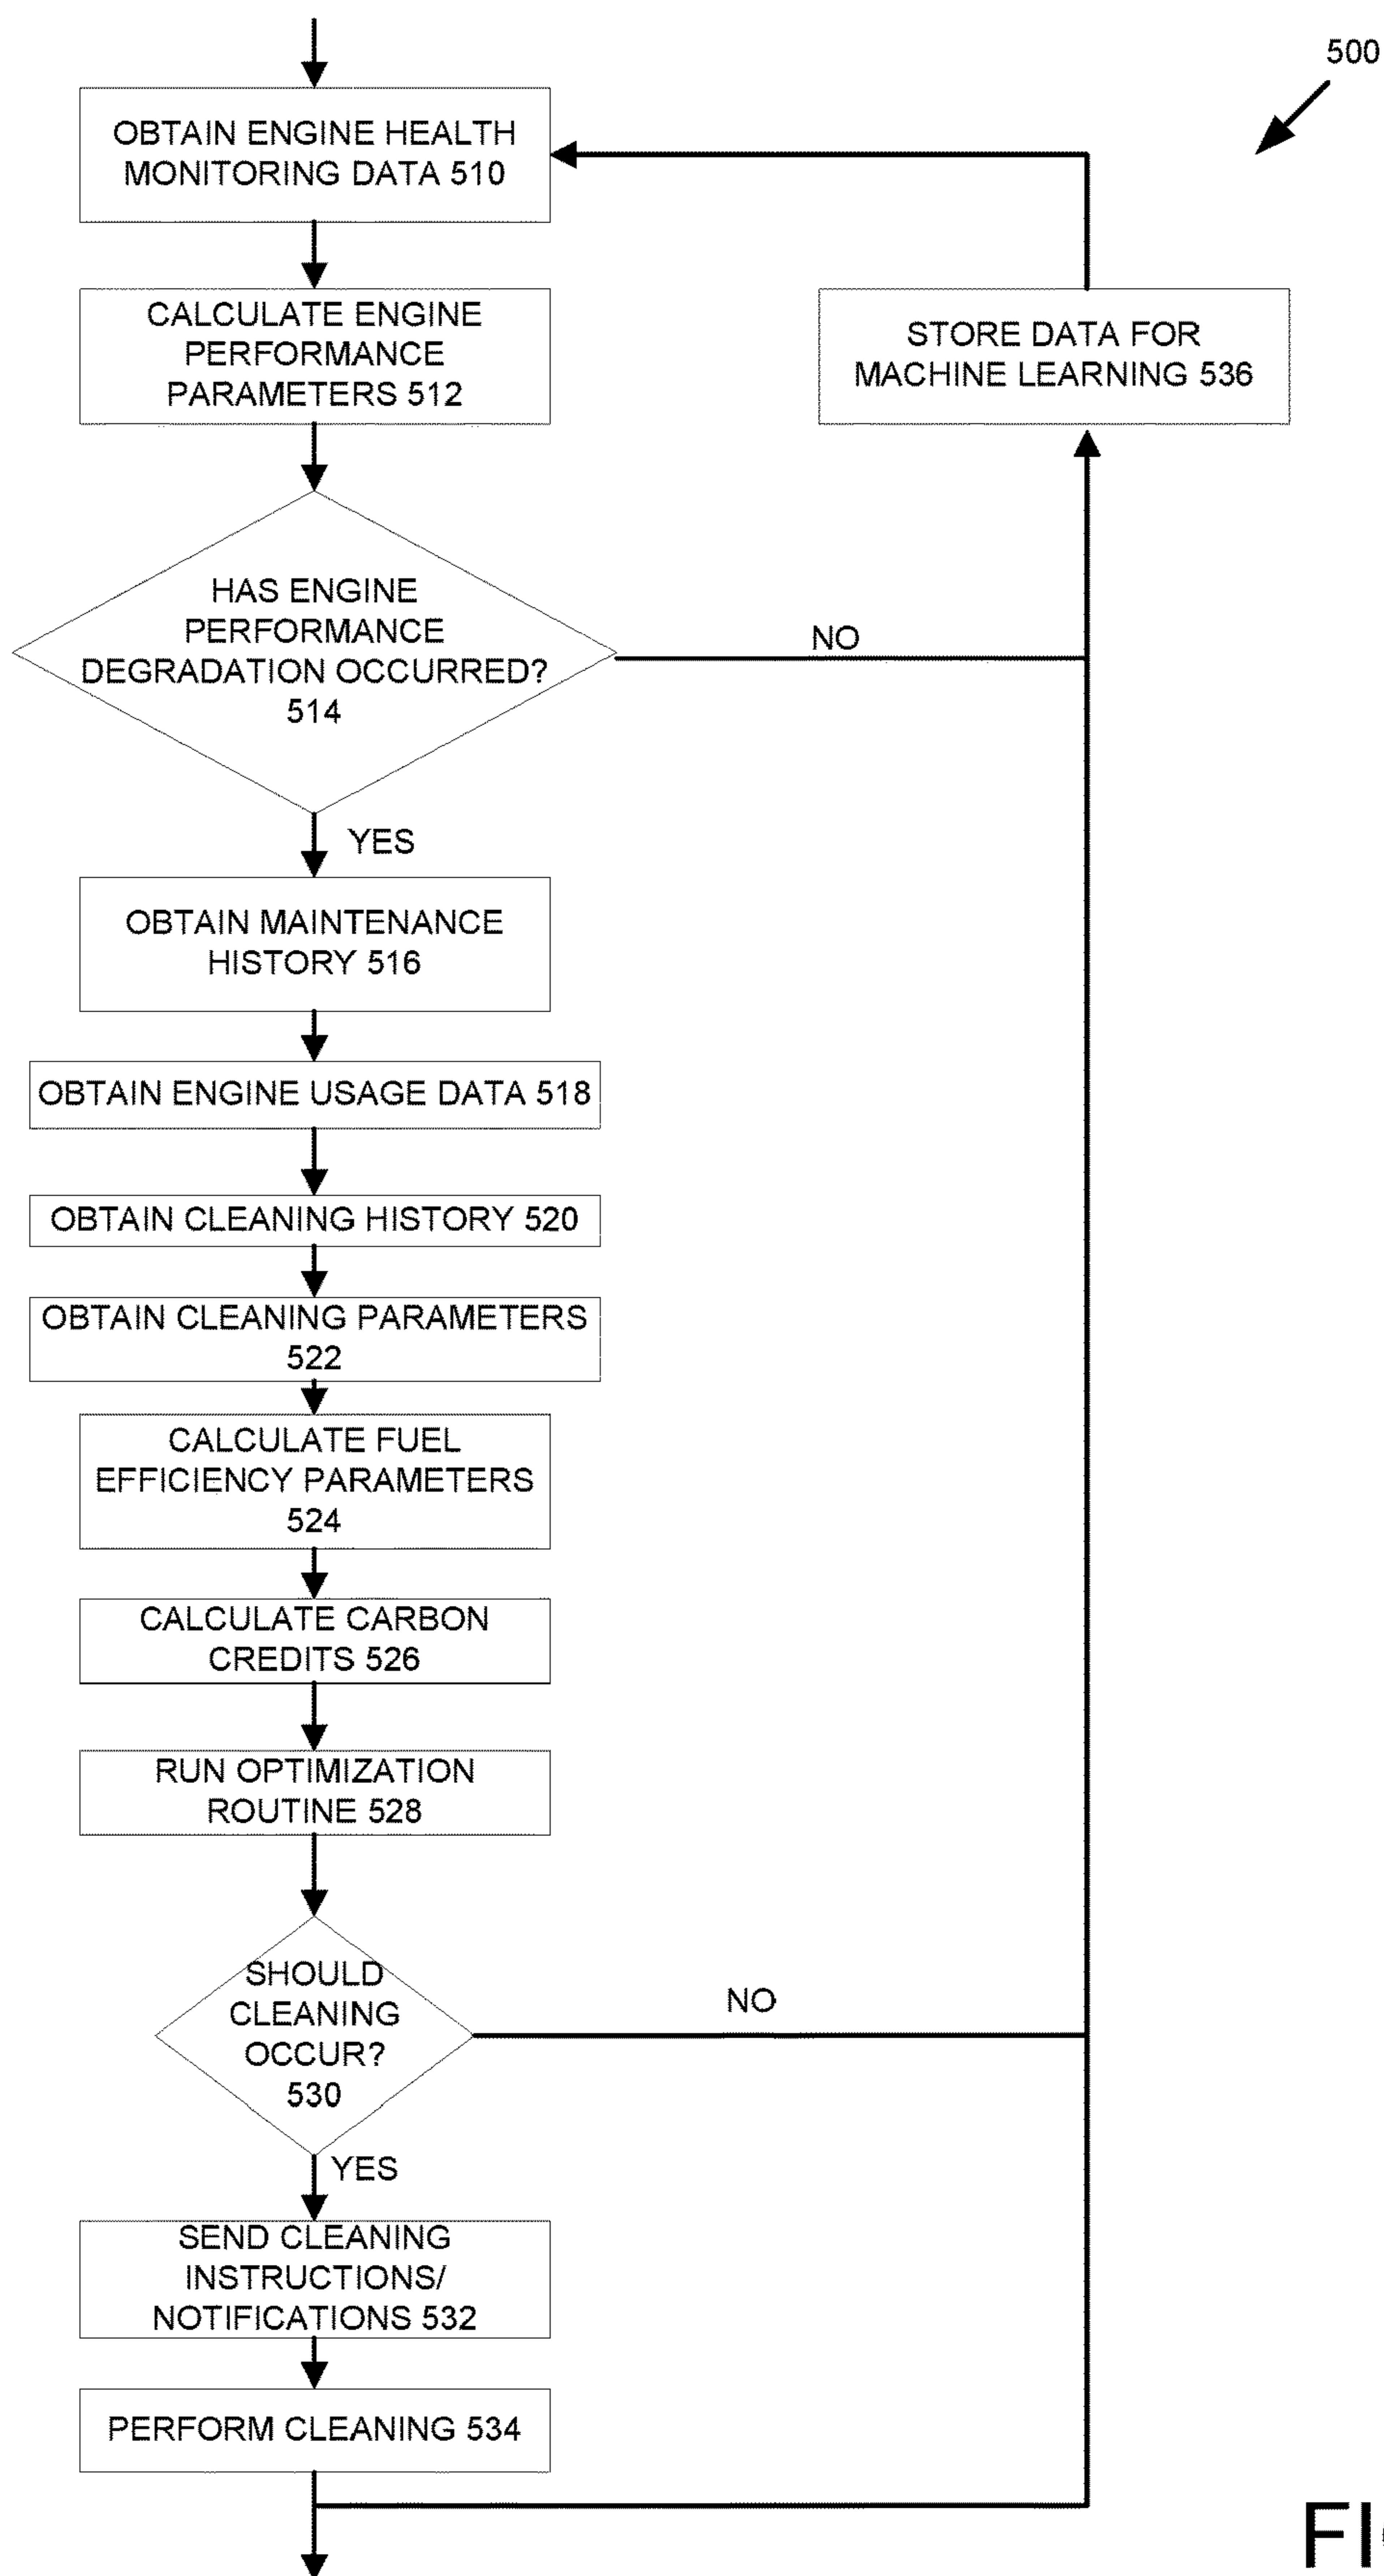 500
OBTAIN ENGINE HEALTH
MONITORING DATA 510
CALCULATE ENGINE
PERFORMANCE
PARAMETERS 512
STORE DATA FOR
MACHINE LEARNING 536
HAS ENGINE
PERFORMANCE
DEGRADATION OCCURRED?
514
NO
YES
OBTAIN MAINTENANCE
HISTORY 516
OBTAIN ENGINE USAGE DATA 518
OBTAIN CLEANING HISTORY 520
OBTAIN CLEANING PARAMETERS
522
CALCULATE FUEL
EFFICIENCY PARAMETERS
524
CALCULATE CARBON
CREDITS 526
RUN OPTIMIZATION
ROUTINE 528
SHOULD
CLEANING
OCCUR?
530
NO
YES
SEND CLEANING
INSTRUCTIONS/
NOTIFICATIONS 532
PERFORM CLEANING 534